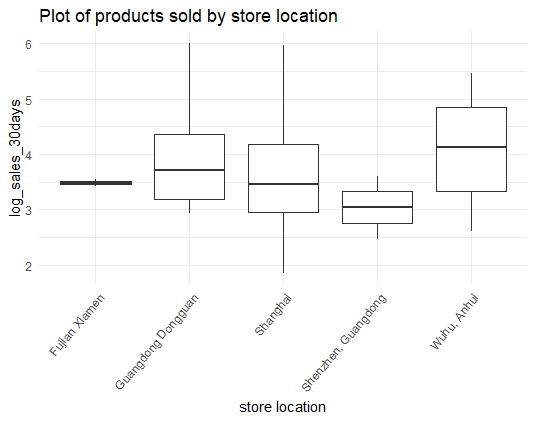 Plot of products sold by store location
log_sales_30days
6
5
4
3
2
Fujian Xiamen
Guangdong Dongguan
Shanghai
Shenzhen, Guangdong
Wuhu, Anhui
store location